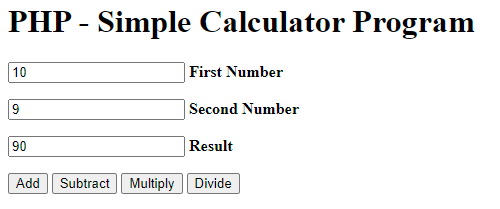 PHP - Simple Calculator Program
10 First Number
9 Second Number
90 Result
Add Subtract Multiply Divide